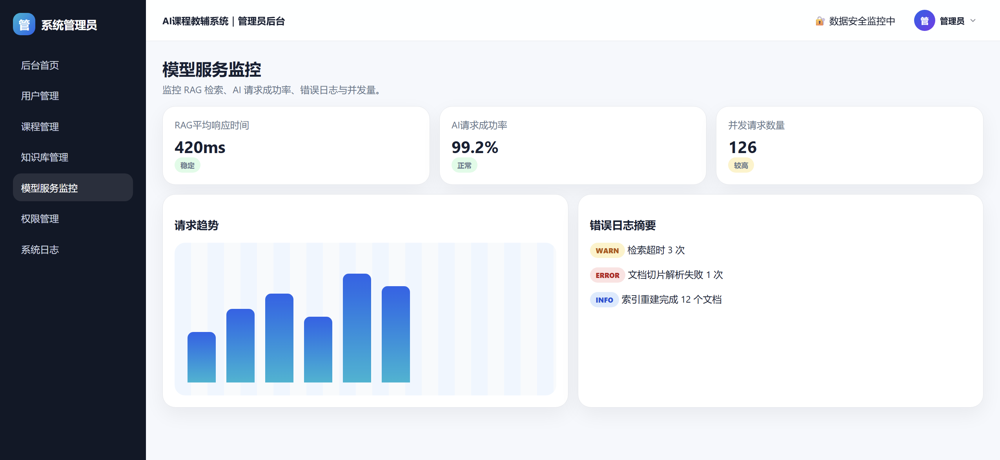 管 系统管理员
后台首页
用户管理
课程管理
知识库管理
模型服务监控
权限管理
系统日志
AI课程教辅系统｜管理员后台
数据安全监控中
管 管理员
模型服务监控
监控 RAG 检索、AI 请求成功率、错误日志与并发量。
RAG平均响应时间
420ms
稳定
AI请求成功率
99.2%
正常
并发请求数量
126
较高
请求趋势
错误日志摘要
WARN 检索超时 3 次
ERROR 文档切片解析失败 1 次
INFO 索引重建完成 12 个文档